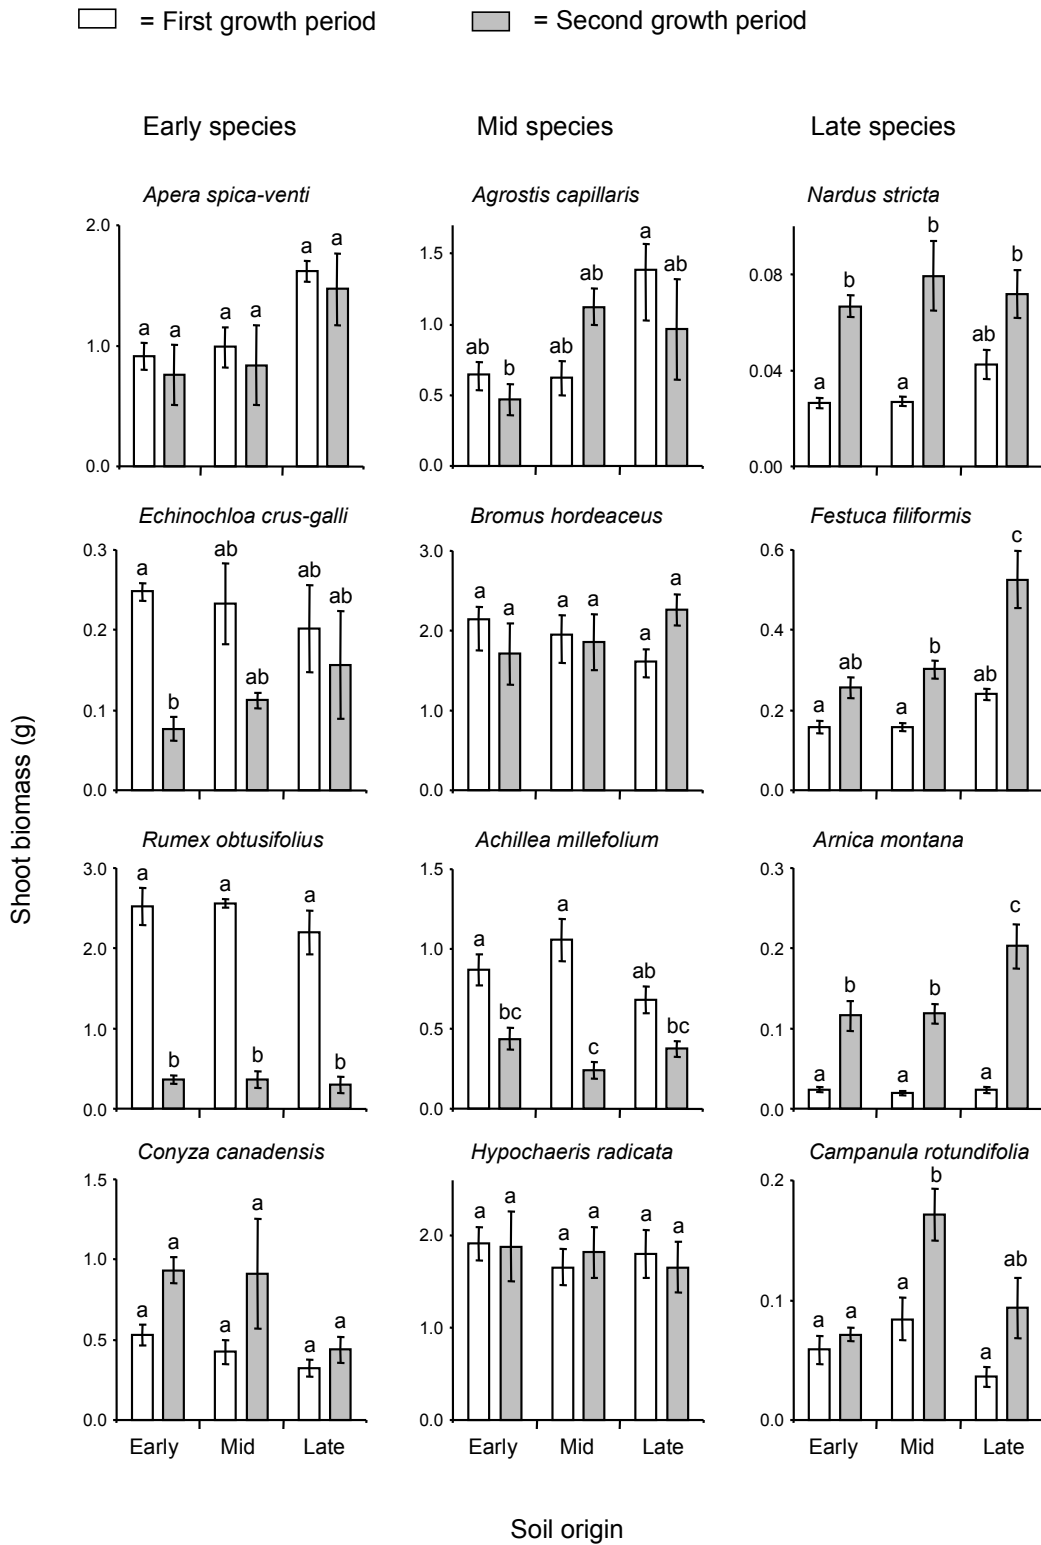 = First growth period = Second growth period
Early species Mid species Late species
Apera spica-venti Agrostis capillaris Nardus stricta
2.0
1.0
0.0
a a a a a a
1.5
1.0
0.5
0.0
ab b ab ab a ab
0.08
0.04
0.00
a b a b ab b
Echinochloa crus-galli Bromus hordeaceus Festuca filiformis
0.3
0.2
0.1
0.0
a b ab ab ab ab
3.0
2.0
1.0
0.0
a a a a a a
0.6
0.4
0.2
0.0
a ab a b ab c
Rumex obtusifolius Achillea millefolium Arnica montana
3.0
2.0
1.0
0.0
a b a b a b
1.5
1.0
0.5
0.0
a bc a c ab bc
0.3
0.2
0.1
0.0
a b a b a c
Conyza canadensis Hypochaeris radicata Campanula rotundifolia
1.5
1.0
0.5
0.0
a a a a a a
2.0
1.0
0.0
a a a a a a
0.2
0.1
0.0
a a a b a ab
Early Mid Late Early Mid Late Early Mid Late
Shoot biomass (g)
Soil origin